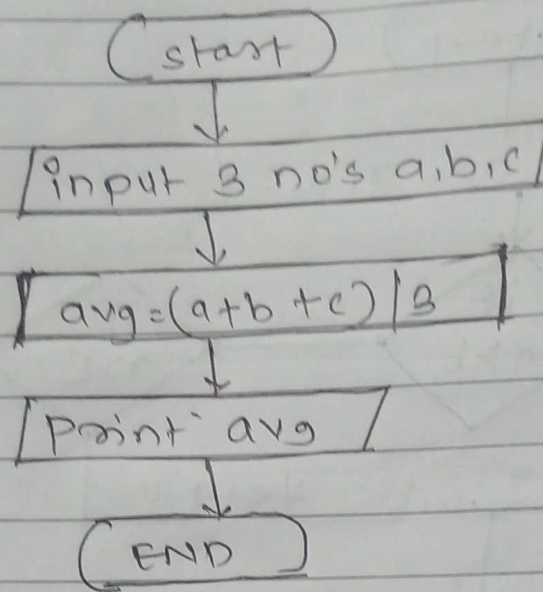 start
input 3 no's a,b,c
avg=(a+b+c)/3
print avg
END